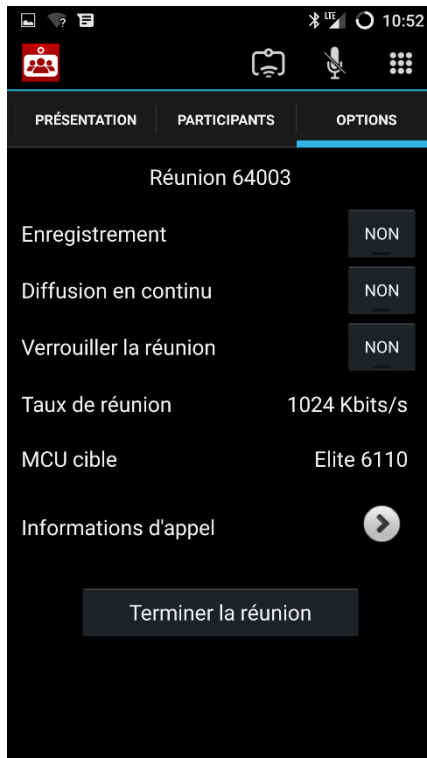 LTE 10:52
PRÉSENTATION PARTICIPANTS OPTIONS
Réunion 64003
Enregistrement NON
Diffusion en continu NON
Verrouiller la réunion NON
Taux de réunion 1024 Kbits/s
MCU cible Elite 6110
Informations d'appel
Terminer la réunion